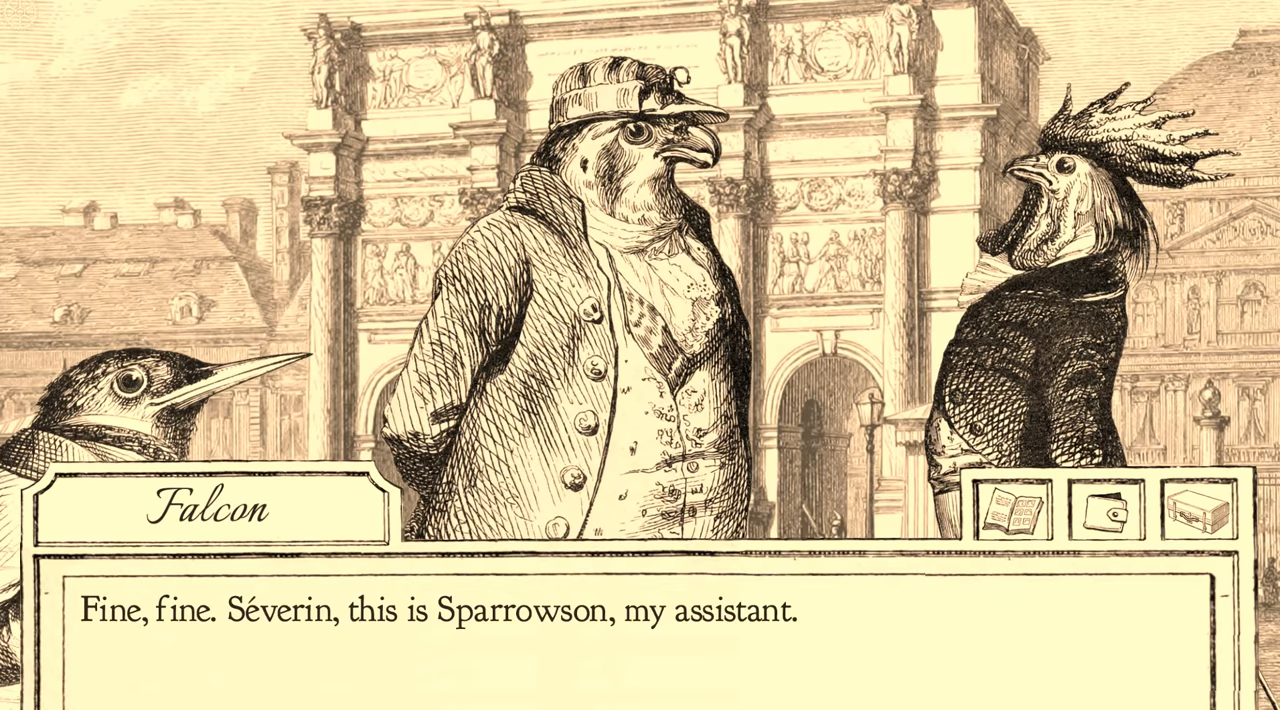 Falcon
Fine, fine. Séverin, this is Sparrowson, my assistant.